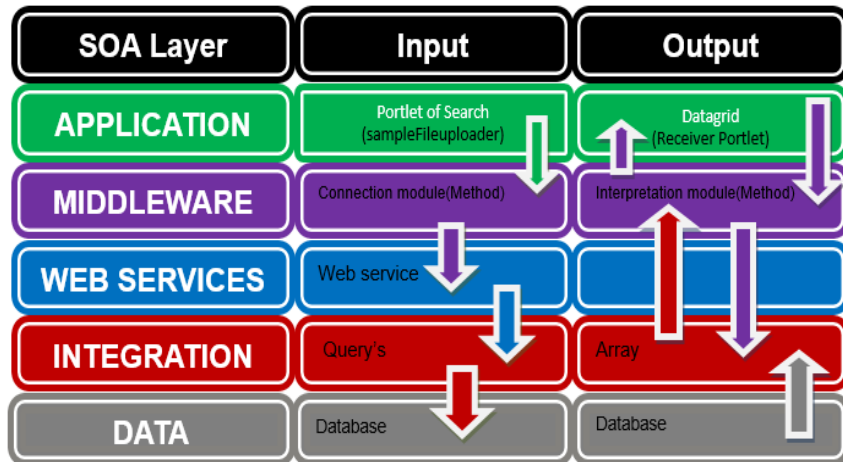 SOA Layer
Input
Output
APPLICATION
Portlet of Search
(sampleFileuploader)
Datagrid
(Receiver Portlet)
MIDDLEWARE
Connection module(Method)
Interpretation module(Method)
WEB SERVICES
Web service
INTEGRATION
Query's
Array
DATA
Database
Database